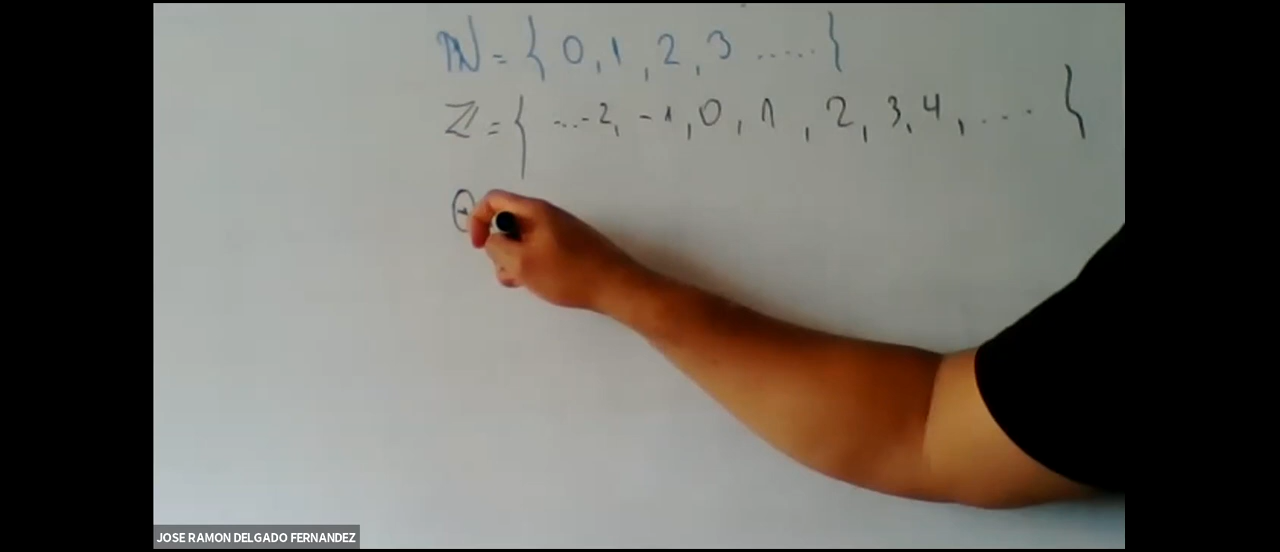 ℕ = { 0, 1, 2, 3 ..... }
ℤ = { ...-2, -1, 0, 1, 2, 3, 4, .... }
JOSE RAMON DELGADO FERNANDEZ